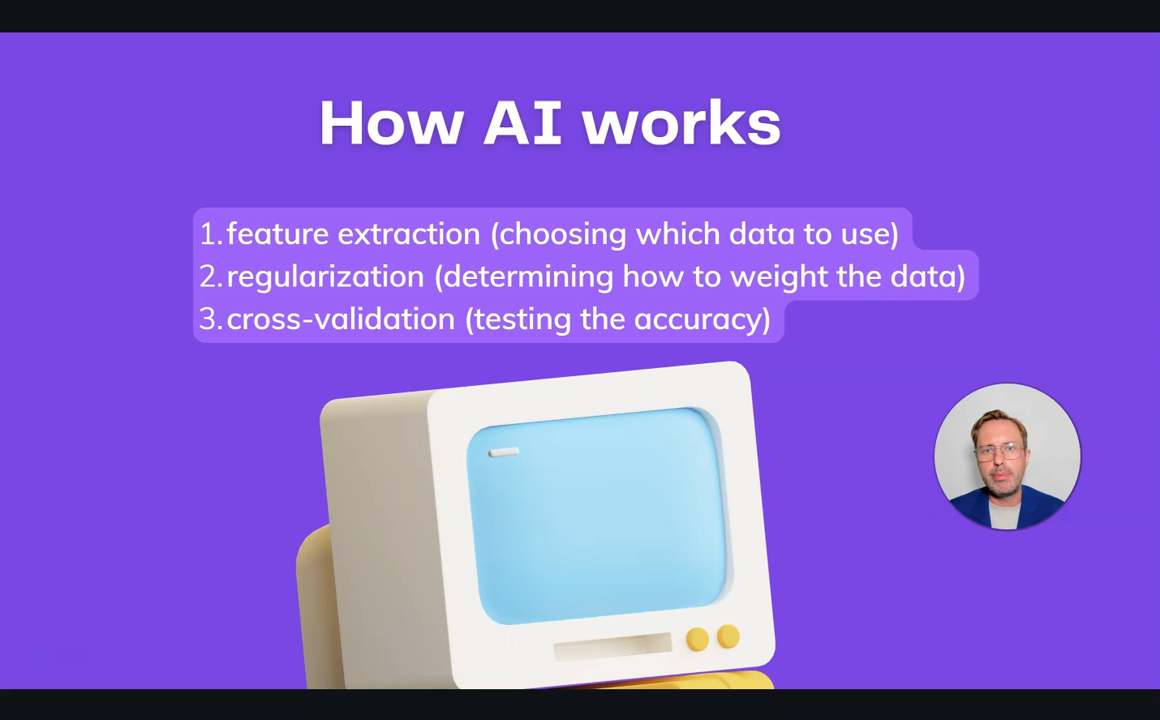 How AI works
1. feature extraction (choosing which data to use)
2. regularization (determining how to weight the data)
3. cross-validation (testing the accuracy)